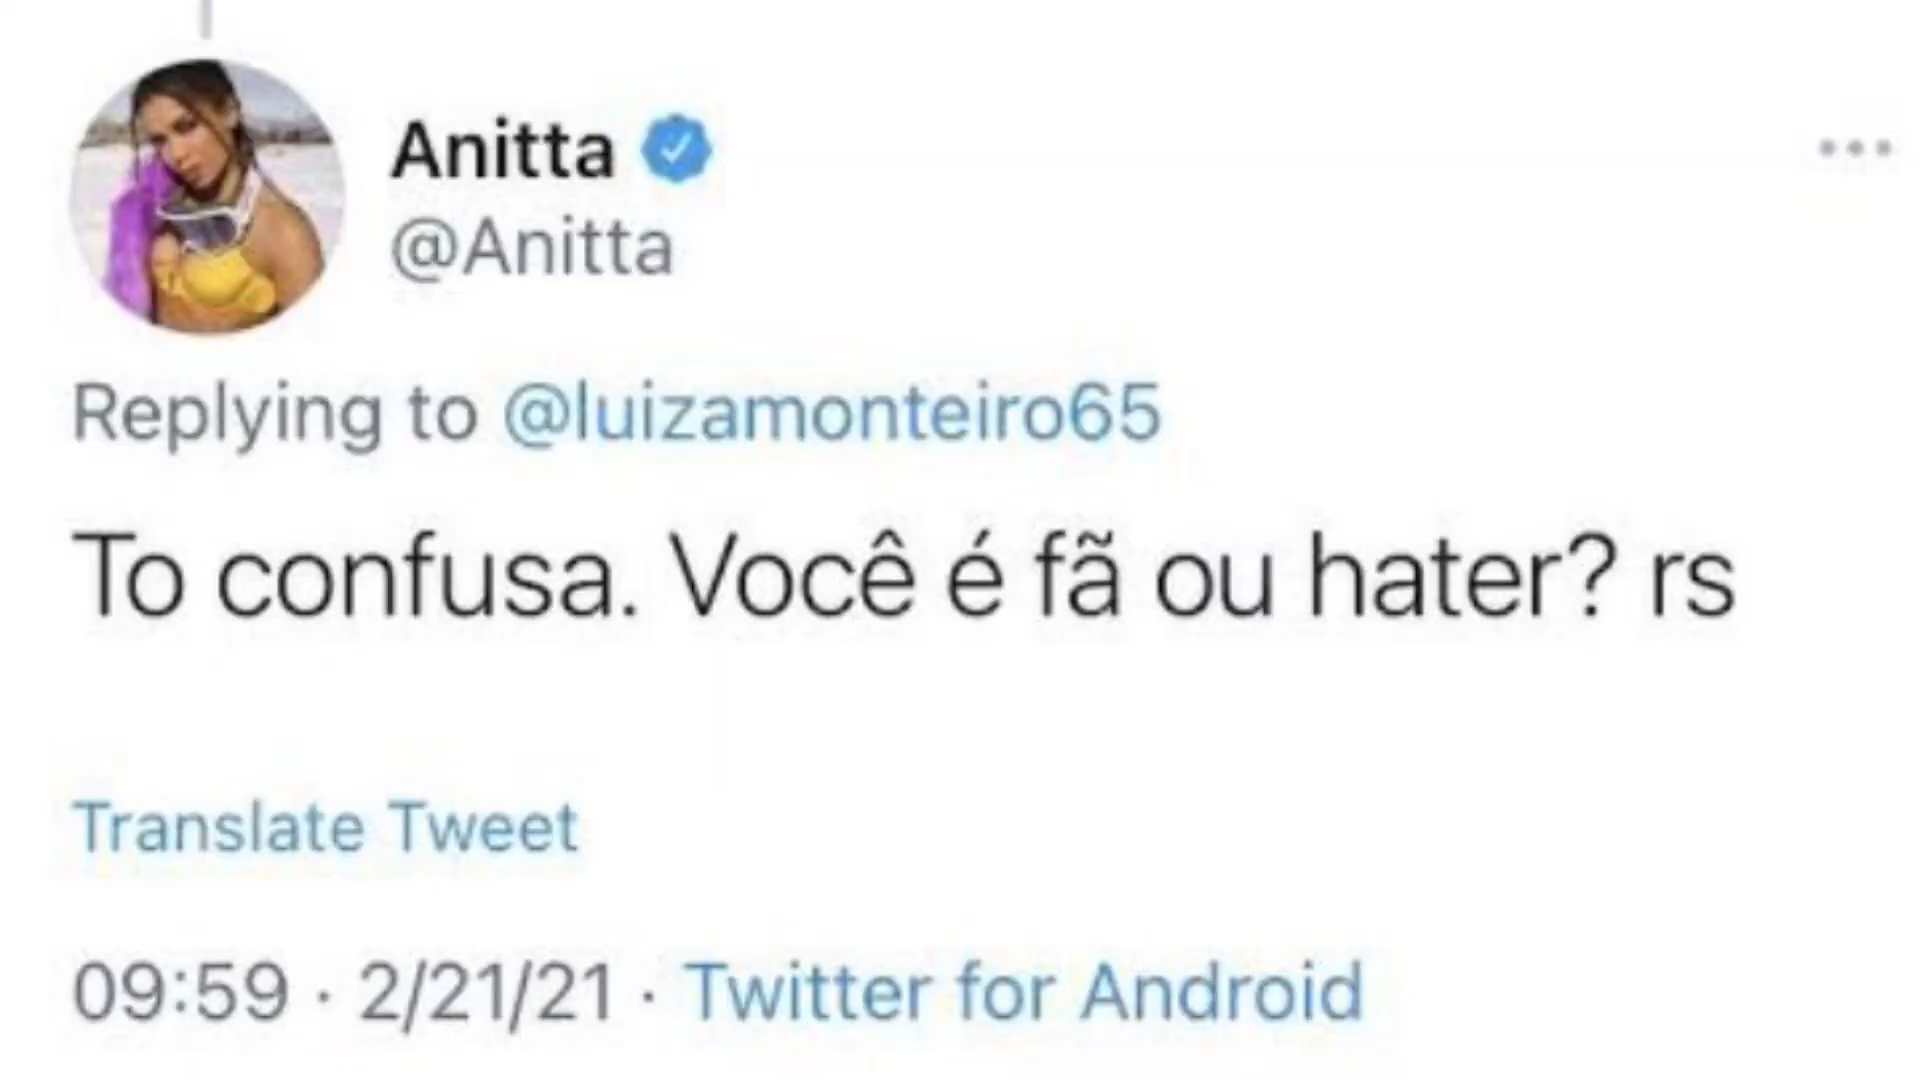 Anitta
@Anitta
Replying to @luizamonteiro65
To confusa. Você é fã ou hater? rs
Translate Tweet
09:59 · 2/21/21 · Twitter for Android